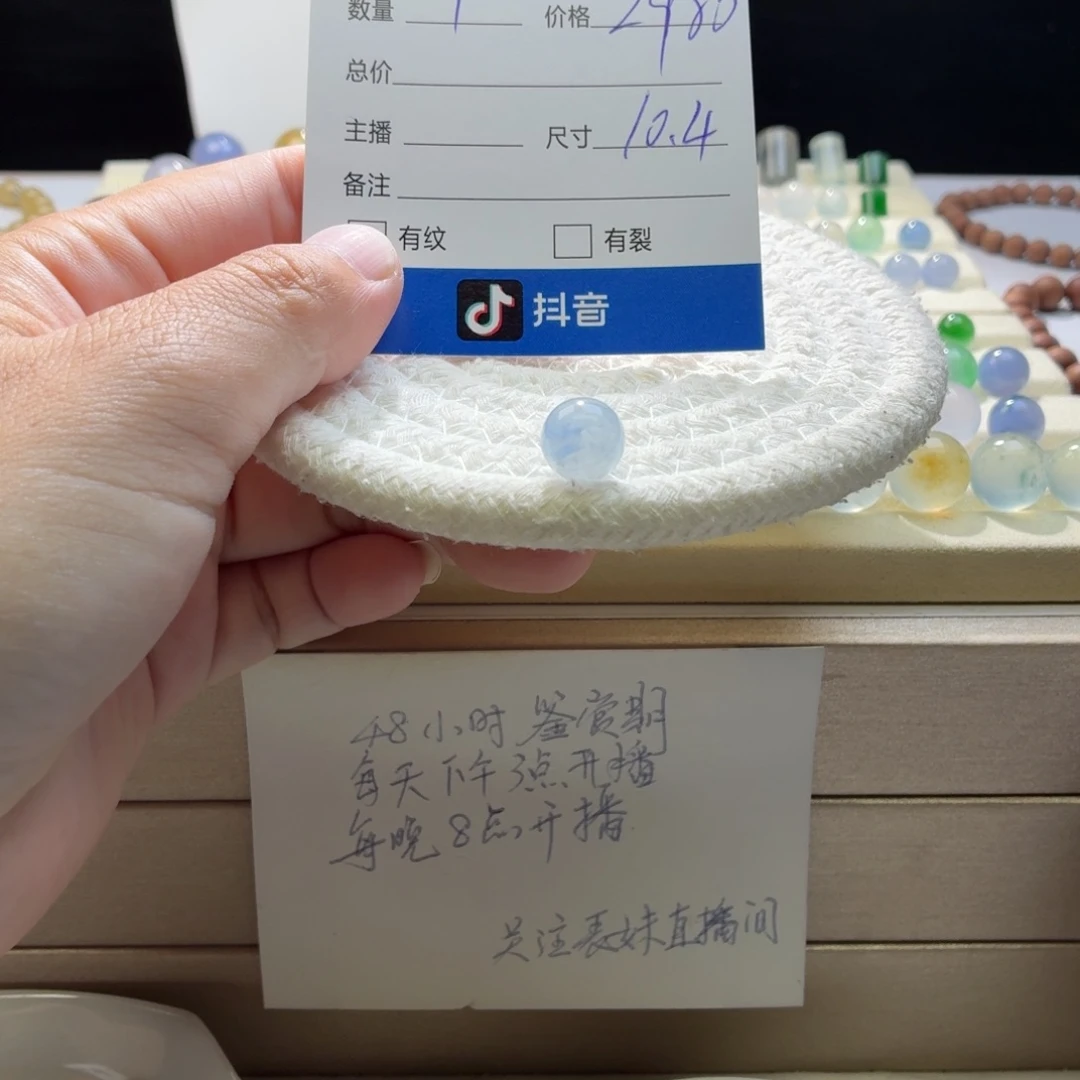 数量 1 价格 2980
总价
主播 尺寸 10.4
备注
有纹 有裂
抖音
48小时鉴赏期
每天下午3点开播
每晚8点开播
关注表妹直播间